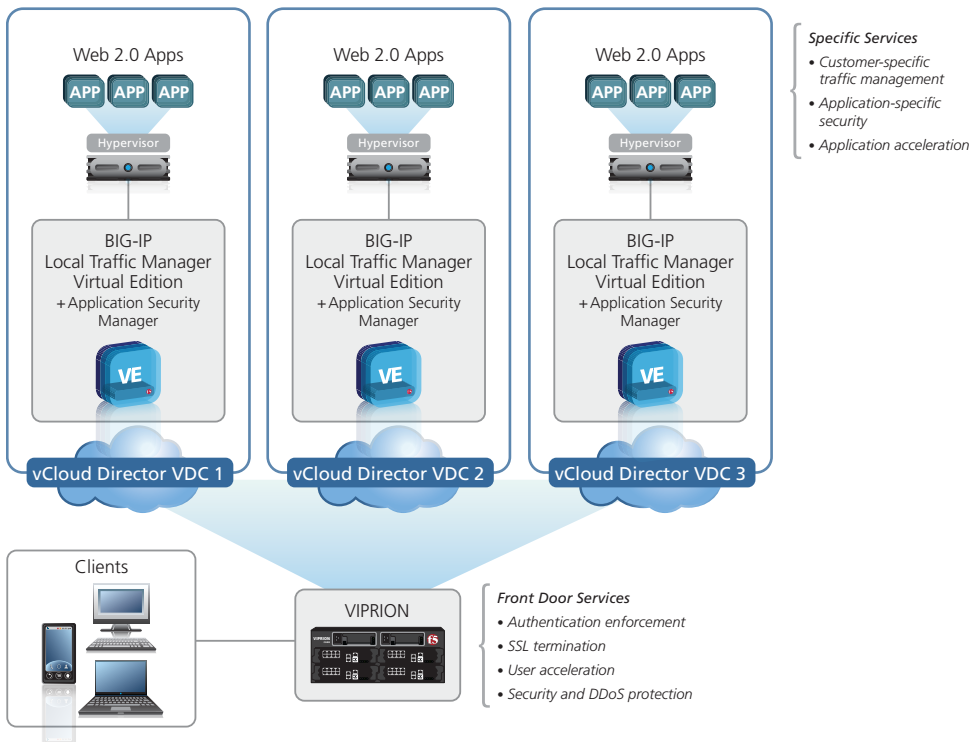 Web 2.0 Apps
APP APP APP
Hypervisor
BIG-IP
Local Traffic Manager
Virtual Edition
+ Application Security
Manager
VE
vCloud Director VDC 1
Web 2.0 Apps
APP APP APP
Hypervisor
BIG-IP
Local Traffic Manager
Virtual Edition
+ Application Security
Manager
VE
vCloud Director VDC 2
Web 2.0 Apps
APP APP APP
Hypervisor
BIG-IP
Local Traffic Manager
Virtual Edition
+ Application Security
Manager
VE
vCloud Director VDC 3
Specific Services
• Customer-specific
traffic management
• Application-specific
security
• Application acceleration
Clients
VIPRION
VIPRION
f5
Front Door Services
• Authentication enforcement
• SSL termination
• User acceleration
• Security and DDoS protection